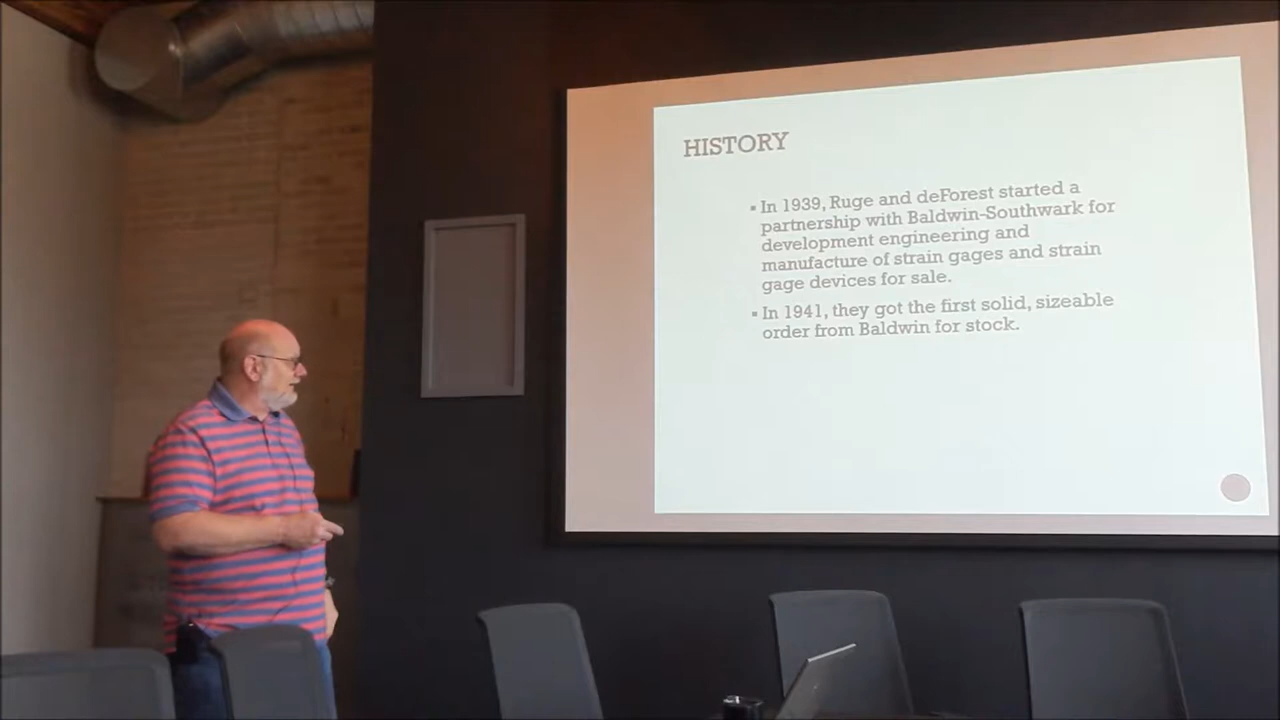 HISTORY
▪ In 1939, Ruge and deForest started a
partnership with Baldwin-Southwark for
development engineering and
manufacture of strain gages and strain
gage devices for sale.
▪ In 1941, they got the first solid, sizeable
order from Baldwin for stock.